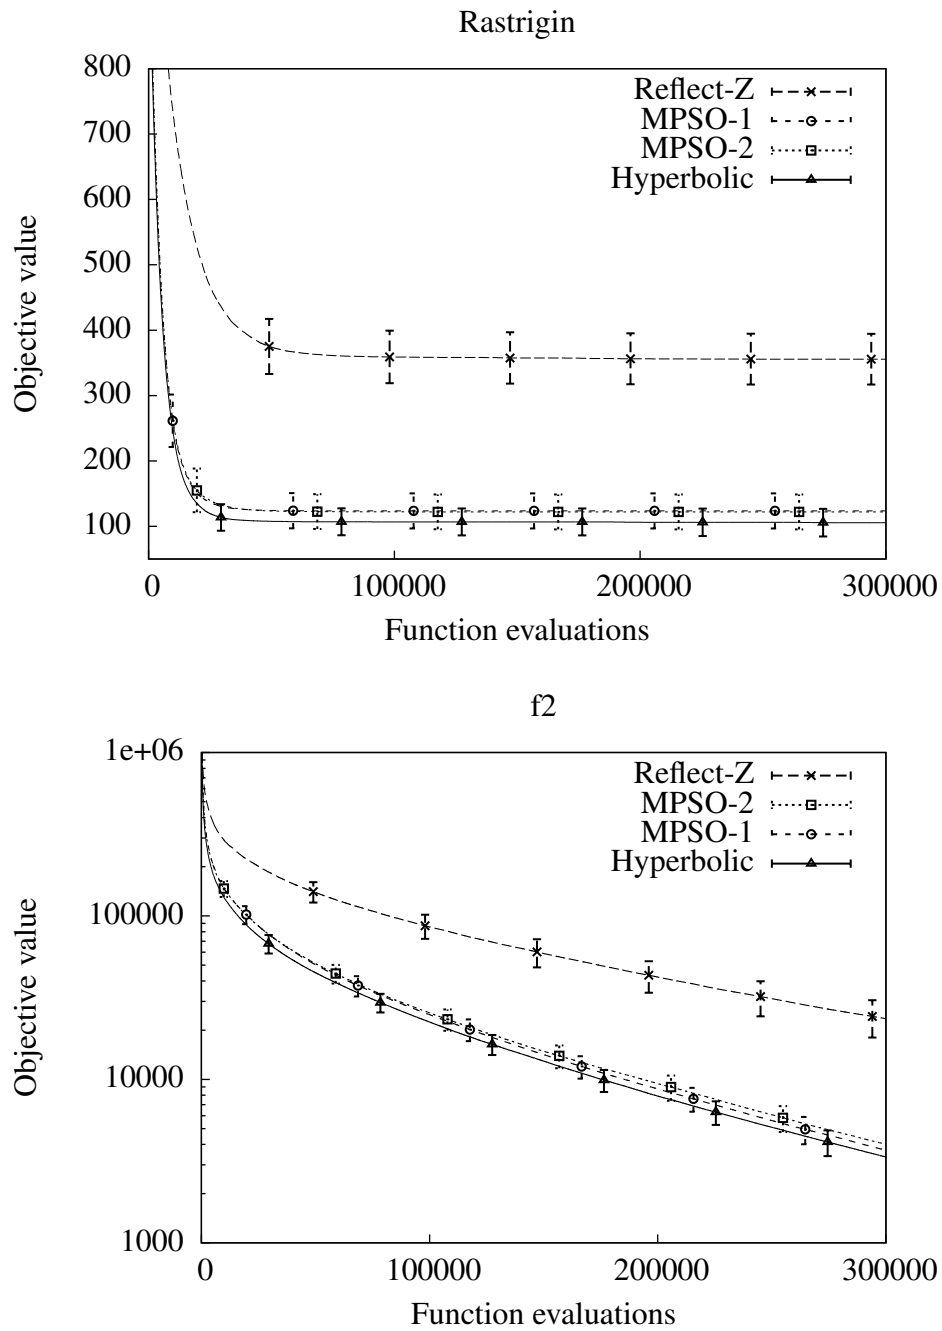 Rastrigin
800
700
600
500
400
300
200
100
0
100000
200000
300000
Objective value
Function evaluations
Reflect-Z
MPSO-1
MPSO-2
Hyperbolic
f2
1e+06
100000
10000
1000
0
100000
200000
300000
Objective value
Function evaluations
Reflect-Z
MPSO-2
MPSO-1
Hyperbolic